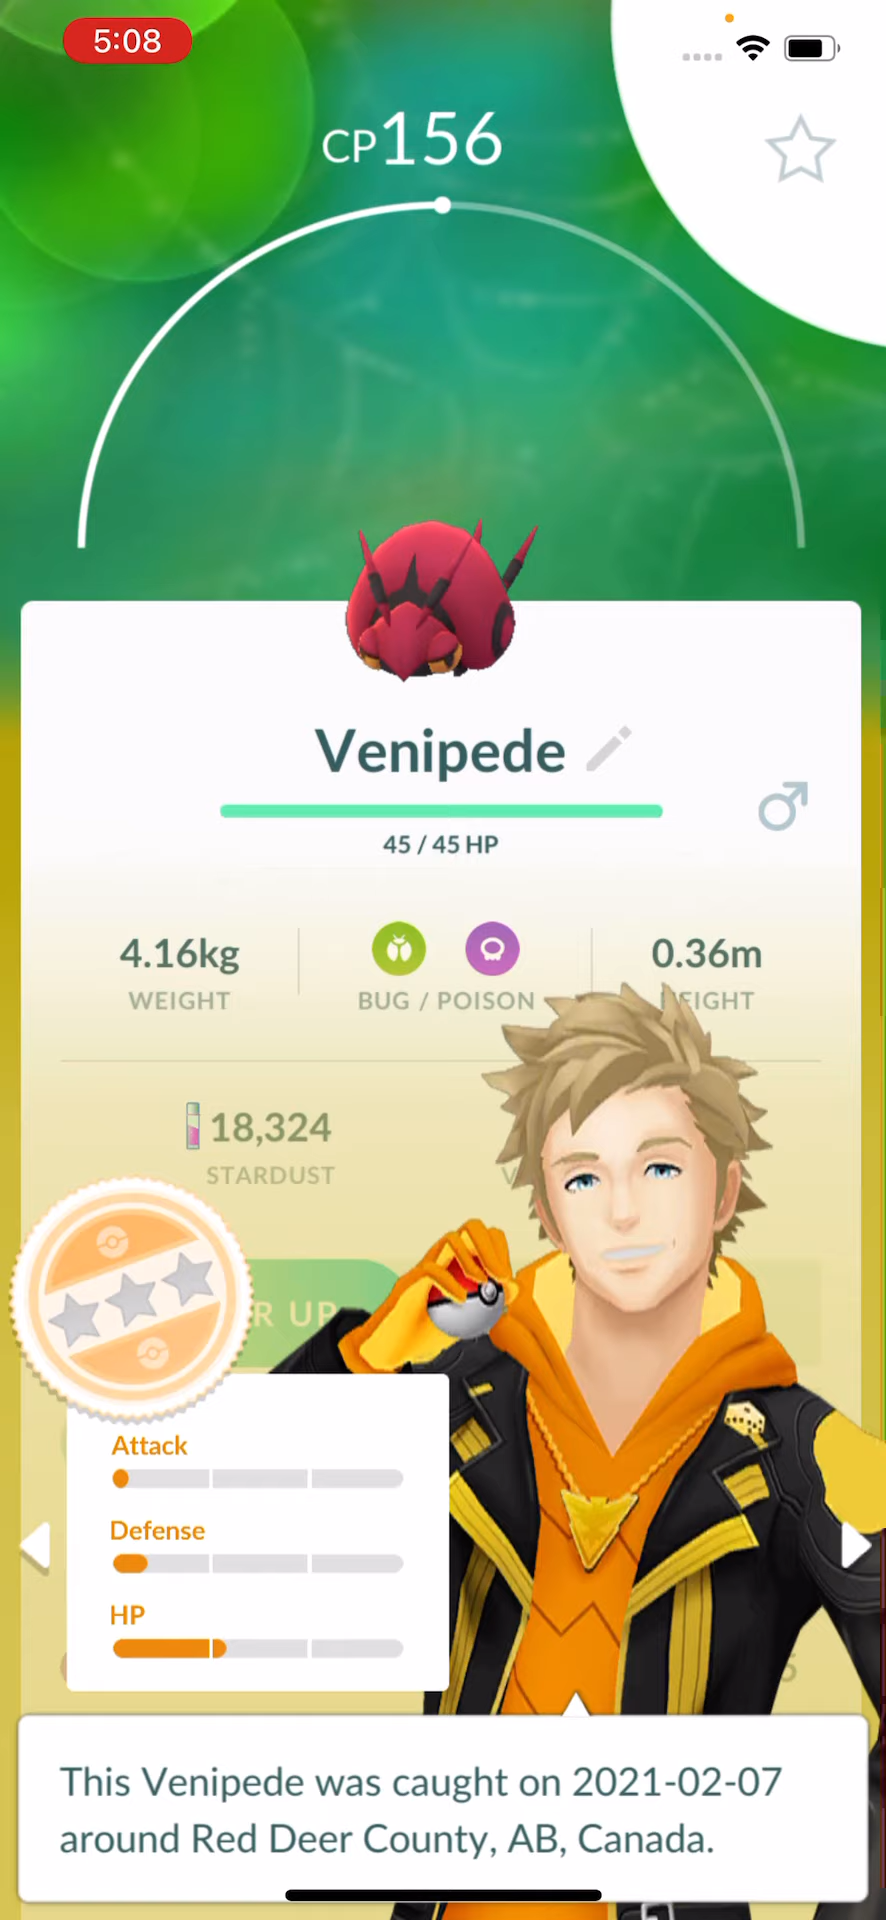 5:08
CP156
Venipede
45 / 45 HP
4.16kg
WEIGHT
BUG / POISON
0.36m
18,324
STARDUST
R UP
Attack
Defense
HP
This Venipede was caught on 2021-02-07
around Red Deer County, AB, Canada.